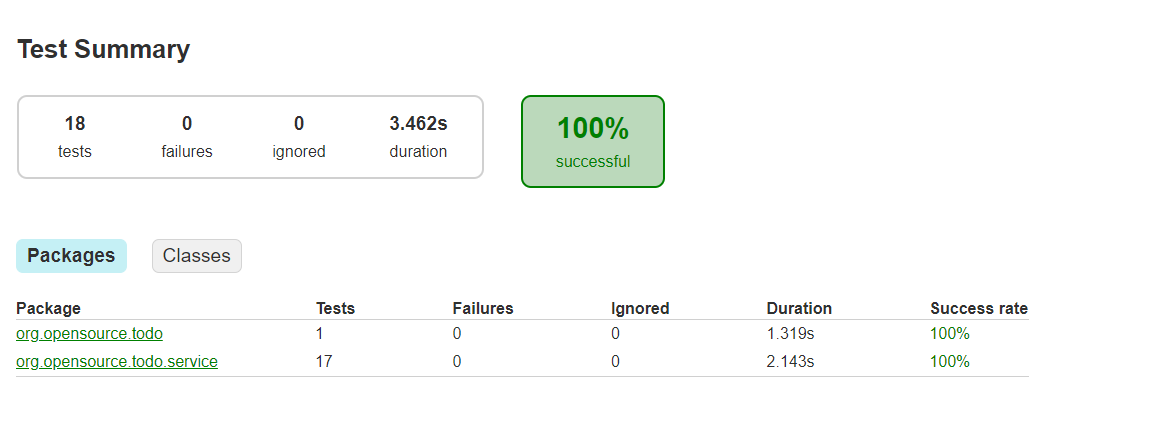 Test Summary
18 0 0 3.462s
tests failures ignored duration
100%
successful
Packages Classes
Package Tests Failures Ignored Duration Success rate
org.opensource.todo 1 0 0 1.319s 100%
org.opensource.todo.service 17 0 0 2.143s 100%